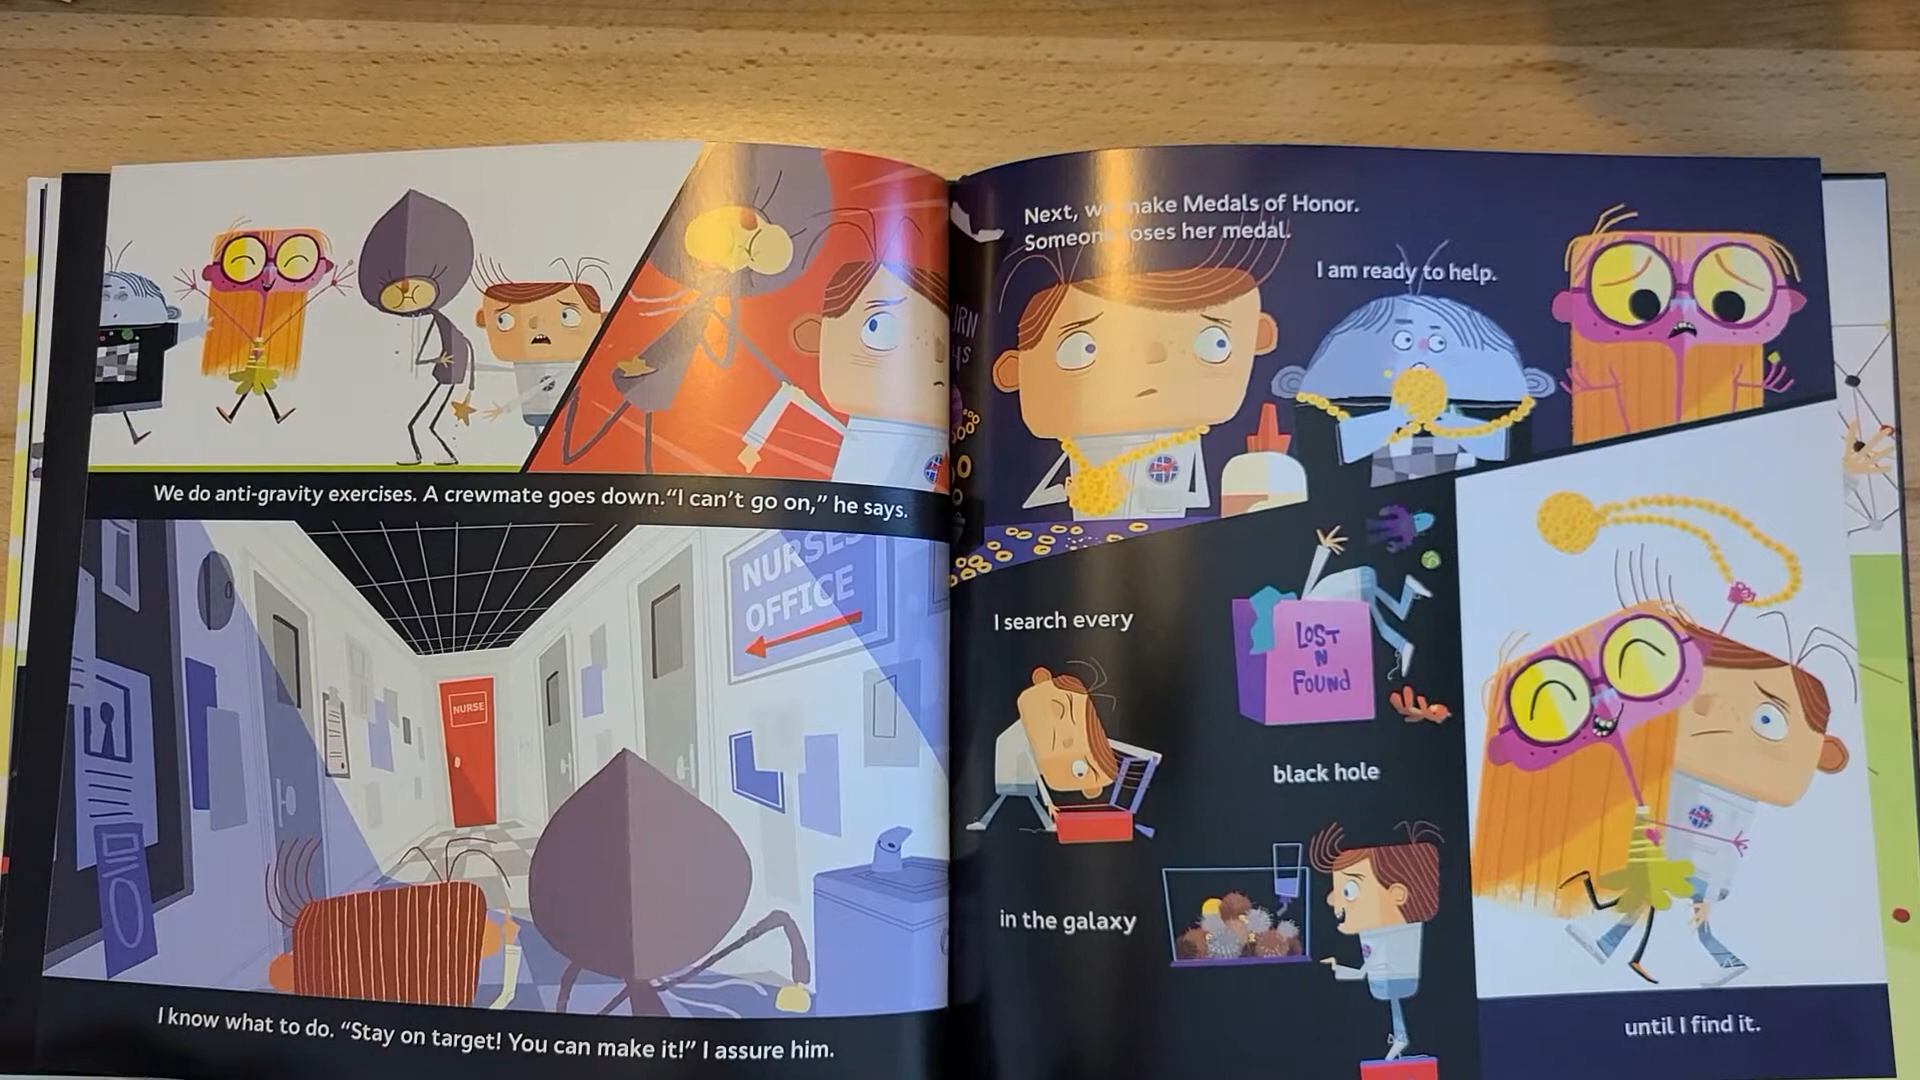 We do anti-gravity exercises. A crewmate goes down. “I can’t go on,” he says.
NURSES
OFFICE
NURSE
I know what to do. “Stay on target! You can make it!” I assure him.
Next, we make Medals of Honor.
Someone loses her medal.
I am ready to help.
I search every
LOST
N
FOUND
black hole
in the galaxy
until I find it.